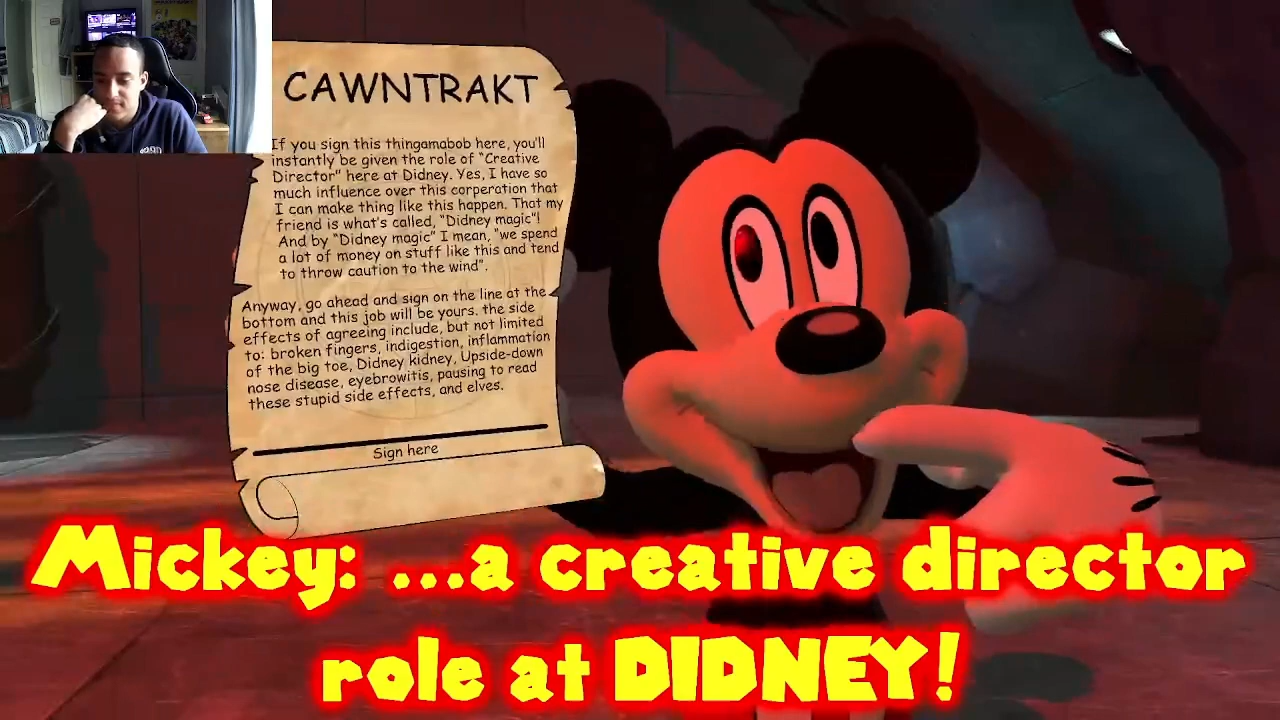 CAWNTRAKT
If you sign this thingamabob here, you'll
instantly be given the role of "Creative
Director" here at Didney. Yes, I have so
much influence over this corperation that
I can make thing like this happen. That my
friend is what's called, "Didney magic"!
And by "Didney magic" I mean, "we spend
a lot of money on stuff like this and tend
to throw caution to the wind".
Anyway, go ahead and sign on the line at the
bottom and this job will be yours. the side
effects of agreeing include, but not limited
to: broken fingers, indigestion, inflammation
of the big toe, Didney kidney, Upside-down
nose disease, eyebrowitis, pausing to read
these stupid side effects, and elves.
Sign here
Mickey: ...a creative director
role at DIDNEY!